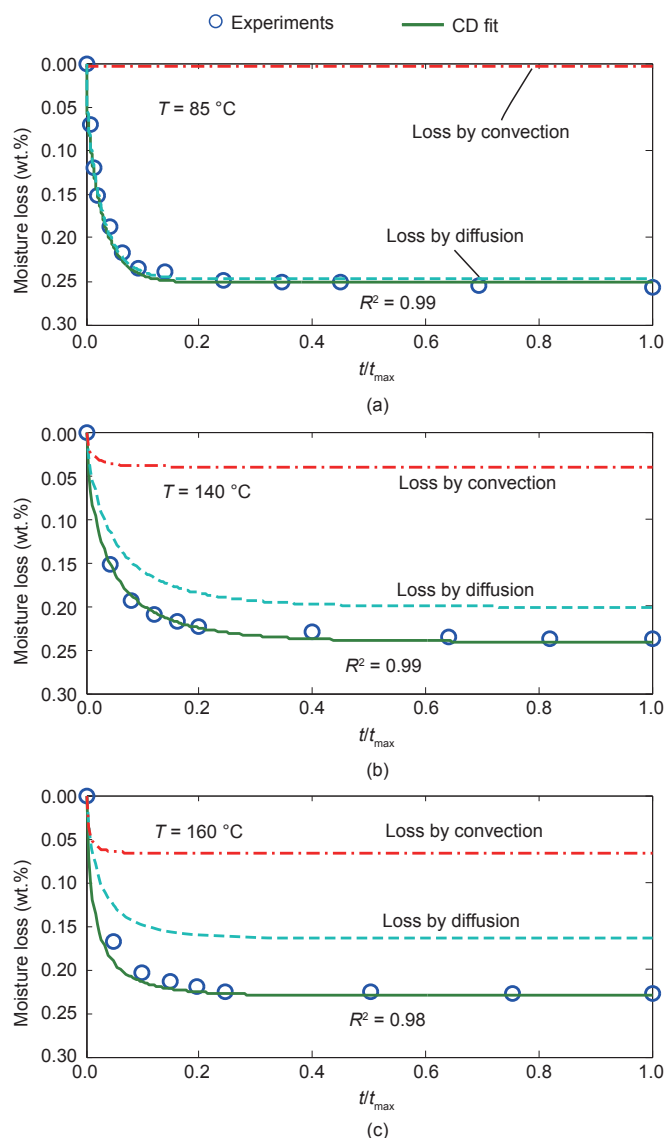 Experiments CD fit
0.00
0.05
0.10
0.15
0.20
0.25
0.30
Moisture loss (wt.%)
T = 85 °C
Loss by convection
Loss by diffusion
R² = 0.99
0.0 0.2 0.4 0.6 0.8 1.0
t/tmax
(a)
0.00
0.05
0.10
0.15
0.20
0.25
0.30
Moisture loss (wt.%)
T = 140 °C
Loss by convection
Loss by diffusion
R² = 0.99
0.0 0.2 0.4 0.6 0.8 1.0
t/tmax
(b)
0.00
0.05
0.10
0.15
0.20
0.25
0.30
Moisture loss (wt.%)
T = 160 °C
Loss by convection
Loss by diffusion
R² = 0.98
0.0 0.2 0.4 0.6 0.8 1.0
t/tmax
(c)